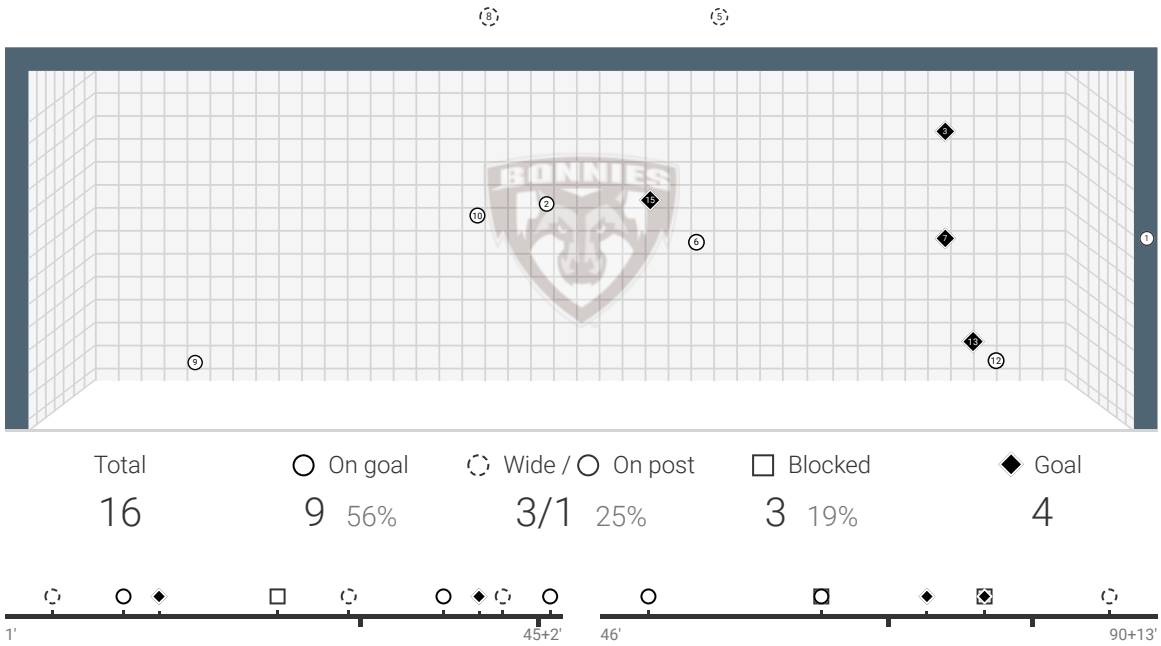 8 5
BONNIES
3
2 15
10
6 7 1
13
9 12
Total On goal Wide / On post Blocked Goal
16 9 56% 3/1 25% 3 19% 4
1' 45+2' 46' 90+13'